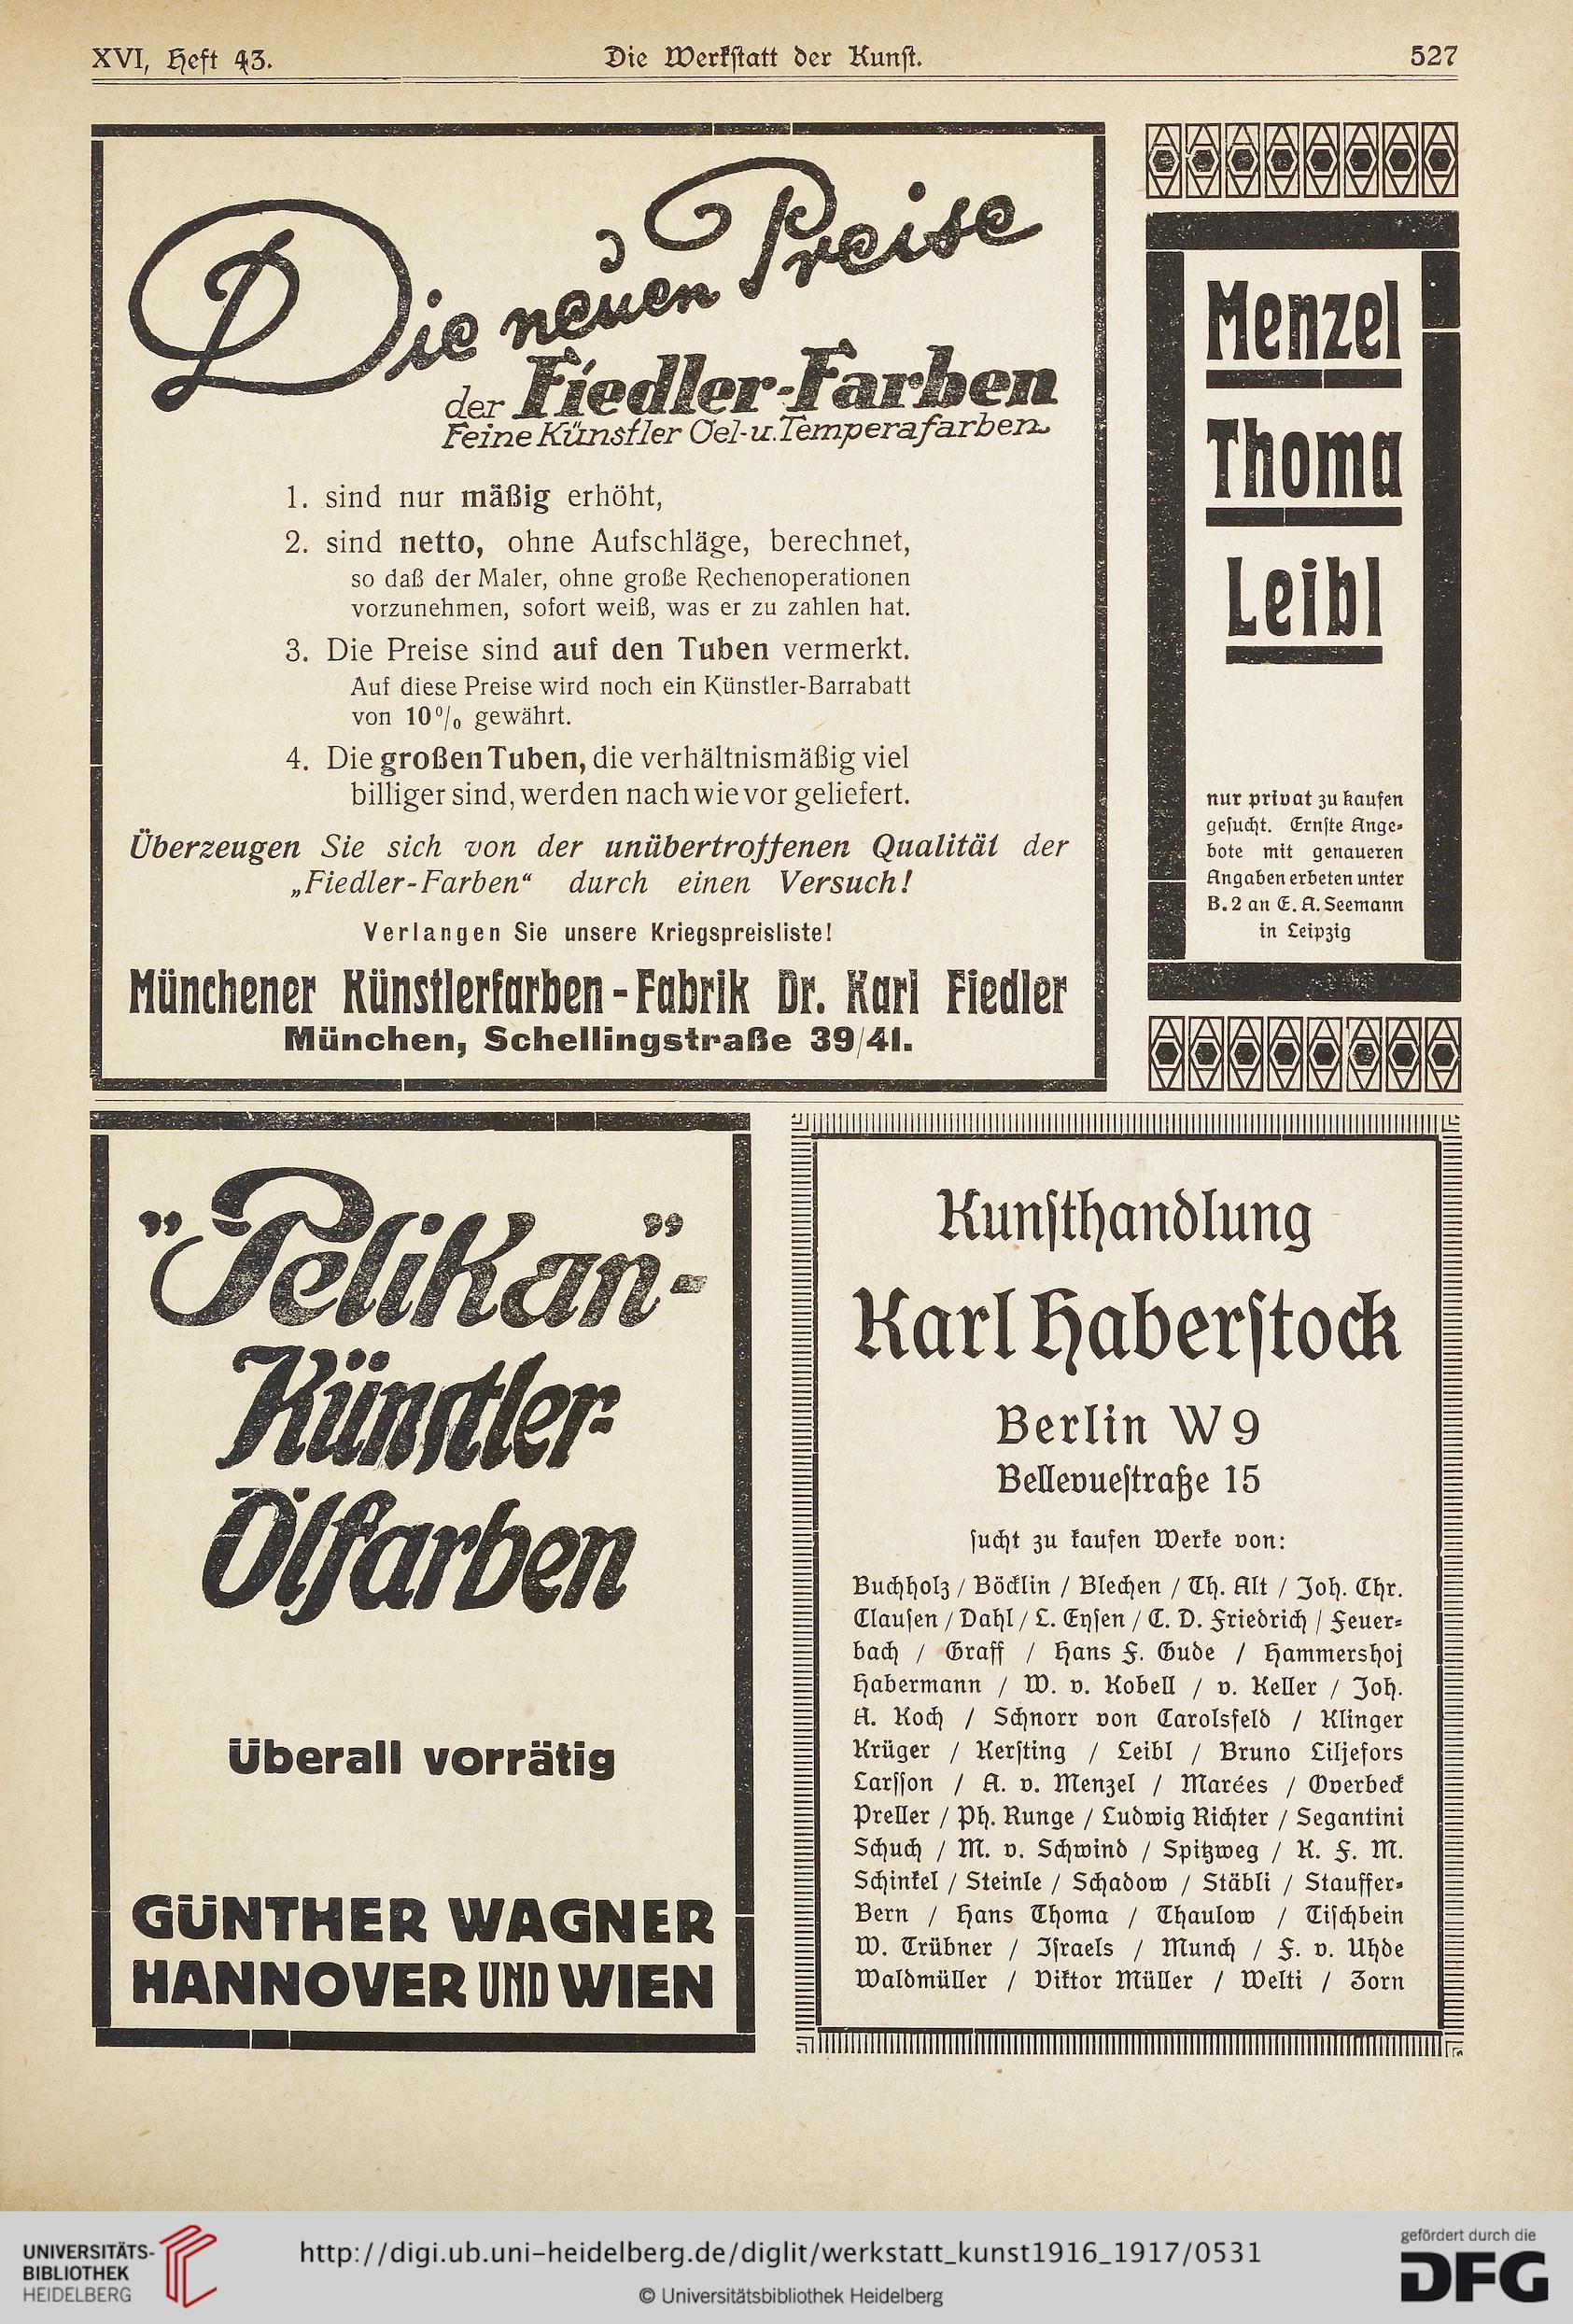 XVI, Heft 43.
Die Werkstatt der Kunst.
527
Die neuen Preise
der Fiedler-Farben
Feine Künstler Oel-u. Temperafarben
1. sind nur mäßig erhöht,
2. sind netto, ohne Aufschläge, berechnet,
so daß der Maler, ohne große Rechenoperationen
vorzunehmen, sofort weiß, was er zu zahlen hat.
3. Die Preise sind auf den Tuben vermerkt.
Auf diese Preise wird noch ein Künstler-Barrabatt
von 10% gewährt.
4. Die großen Tuben, die verhältnismäßig viel
billiger sind, werden nach wie vor geliefert.
Überzeugen Sie sich von der unübertroffenen Qualität der
„Fiedler-Farben“ durch einen Versuch!
Verlangen Sie unsere Kriegspreisliste!
Münchener Künstlerfarben-Fabrik Dr. Karl Fiedler
München, Schellingstraße 39/41.
Menzel
Thoma
Leibl
nur privat zu kaufen
gesucht. Ernste Ange-
bote mit genaueren
Angaben erbeten unter
B. 2 an E. A. Seemann
in Leipzig
"Pelikan"-
Künstler-
Ölfarben
Überall vorrätig
GÜNTHER WAGNER
HANNOVER UND WIEN
Kunsthandlung
Karl Haberstock
Berlin W 9
Bellevuestraße 15
sucht zu kaufen Werke von:
Buchholz / Böcklin / Blechen / Th. Alt / Joh. Chr.
Clausen / Dahl / L. Eysen / C. D. Friedrich / Feuer-
bach / Graff / Hans F. Gude / Hammershoj
Habermann / W. v. Kobell / v. Keller / Joh.
A. Koch / Schnorr von Carolsfeld / Klinger
Krüger / Kersting / Leibl / Bruno Liljefors
Larsson / A. v. Menzel / Marées / Overbeck
Preller / Ph. Runge / Ludwig Richter / Segantini
Schuch / M. v. Schwind / Spitzweg / K. F. M.
Schinkel / Steinle / Schadow / Stäbli / Stauffer-
Bern / Hans Thoma / Thaulow / Tischbein
W. Trübner / Israels / Munch / F. v. Uhde
Waldmüller / Viktor Müller / Welti / Zorn
UNIVERSITÄTS-
BIBLIOTHEK
HEIDELBERG
http://digi.ub.uni-heidelberg.de/diglit/werkstatt_kunst1916_1917/0531
© Universitätsbibliothek Heidelberg
gefördert durch die
DFG